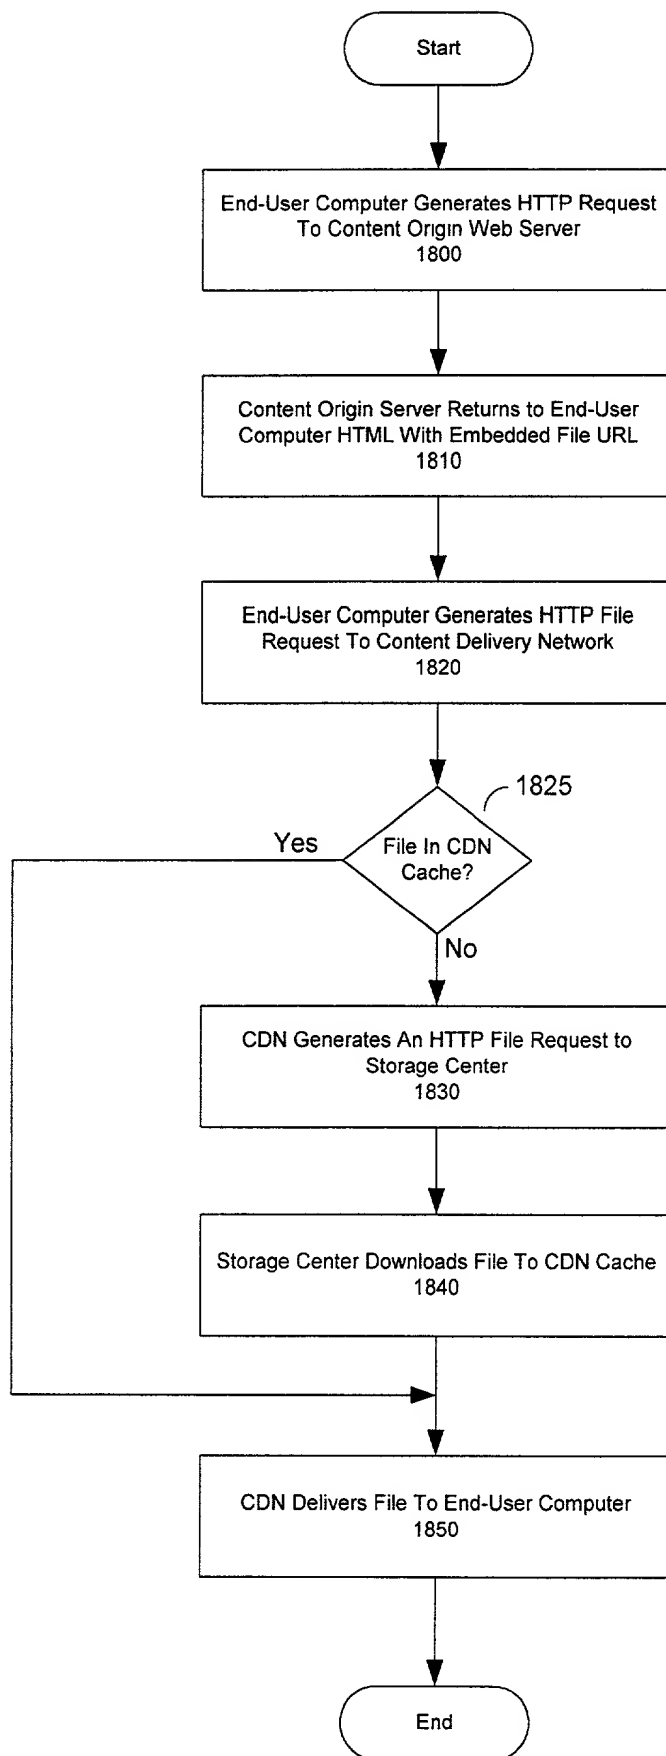 Start
End-User Computer Generates HTTP Request
To Content Origin Web Server
1800
Content Origin Server Returns to End-User
Computer HTML With Embedded File URL
1810
End-User Computer Generates HTTP File
Request To Content Delivery Network
1820
1825
Yes
File In CDN
Cache?
No
CDN Generates An HTTP File Request to
Storage Center
1830
Storage Center Downloads File To CDN Cache
1840
CDN Delivers File To End-User Computer
1850
End